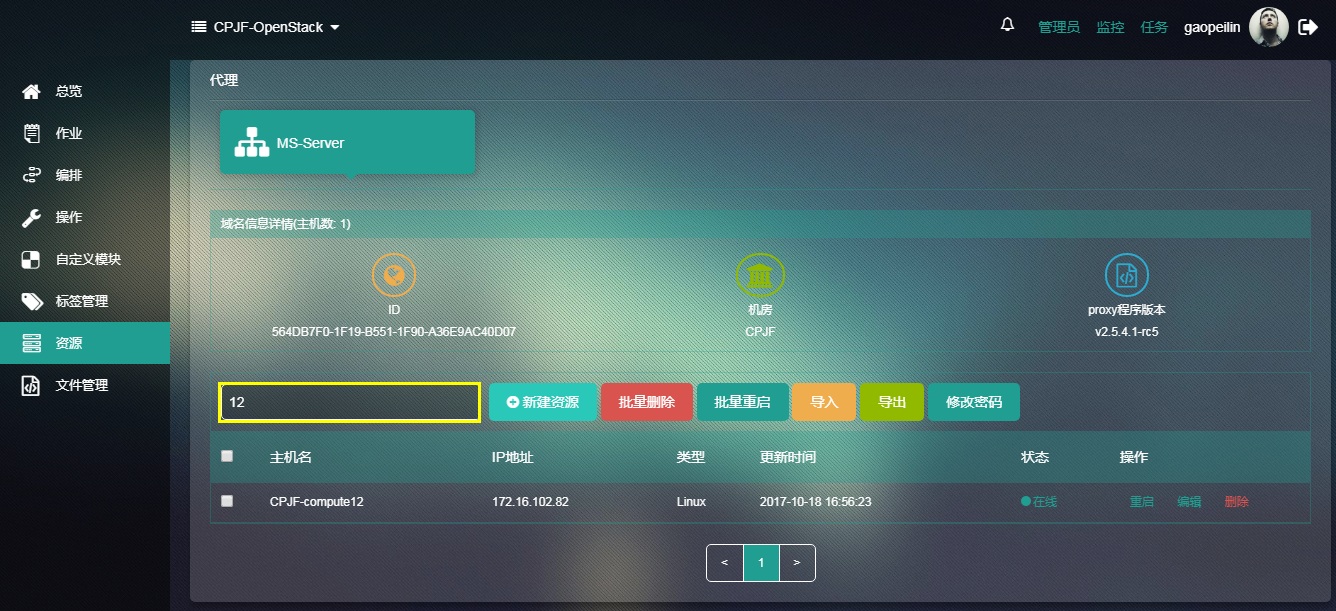 CPJF-OpenStack
管理员 监控 任务 gaopeilin
总览
作业
编排
操作
自定义模块
标签管理
资源
文件管理
代理
MS-Server
域名信息详情(主机数: 1)
ID
564DB7F0-1F19-B551-1F90-A36E9AC40D07
机房
CPJF
proxy程序版本
v2.5.4.1-rc5
12 新建资源 批量删除 批量重启 导入 导出 修改密码
主机名 IP地址 类型 更新时间 状态 操作
CPJF-compute12 172.16.102.82 Linux 2017-10-18 16:56:23 在线 重启 编辑 删除
< 1 >